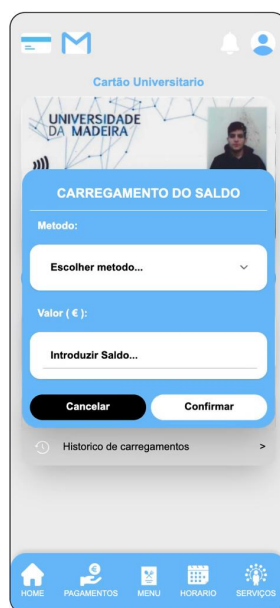 Cartão Universitario
UNIVERSIDADE
DA MADEIRA
CARREGAMENTO DO SALDO
Metodo:
Escolher metodo...
Valor ( € ):
Introduzir Saldo...
Cancelar
Confirmar
Historico de carregamentos >
HOME PAGAMENTOS MENU HORARIO SERVIÇOS